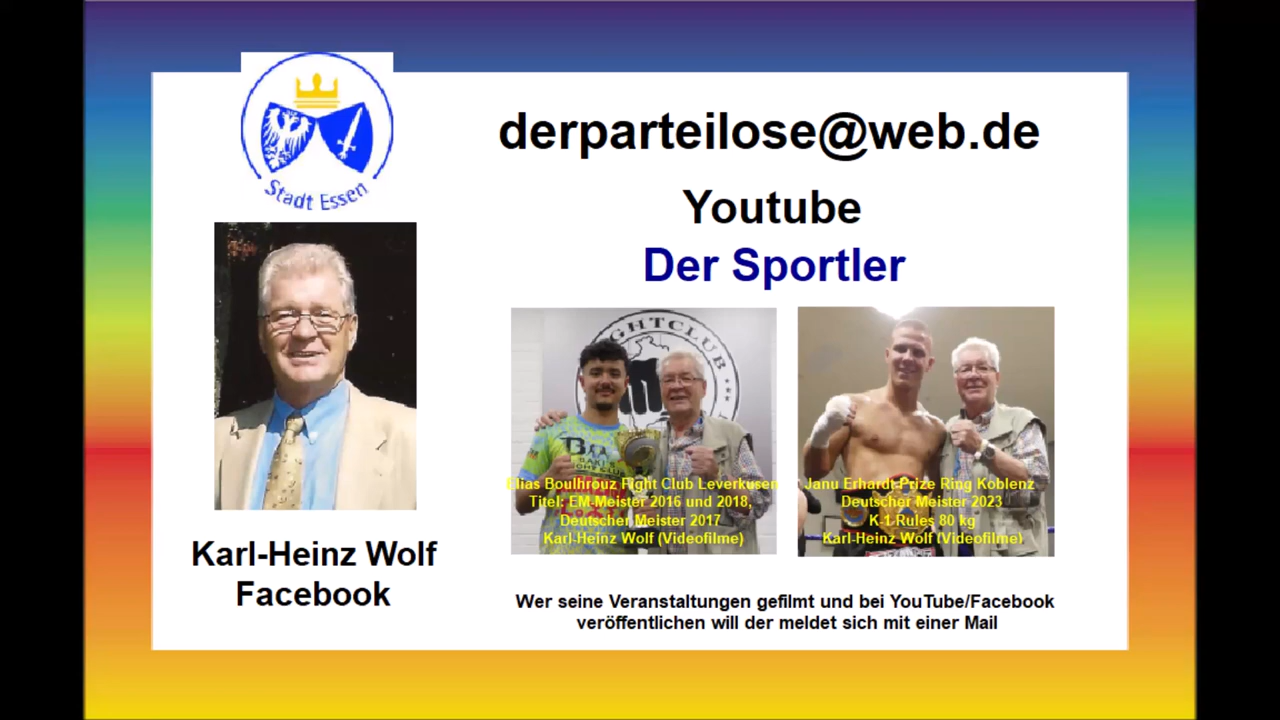 Stadt Essen
derparteilose@web.de
Youtube
Der Sportler
Karl-Heinz Wolf
Facebook
GHTCLUB
Elias Boulhrouz Fight Club Leverkusen
Titel: EM-Meister 2016 und 2018,
Deutscher Meister 2017
Karl-Heinz Wolf (Videofilme)
Janu Erhardt Prize Ring Koblenz
Deutscher Meister 2023
K-1 Rules 80 kg
Karl-Heinz Wolf (Videofilme)
Wer seine Veranstaltungen gefilmt und bei YouTube/Facebook
veröffentlichen will der meldet sich mit einer Mail